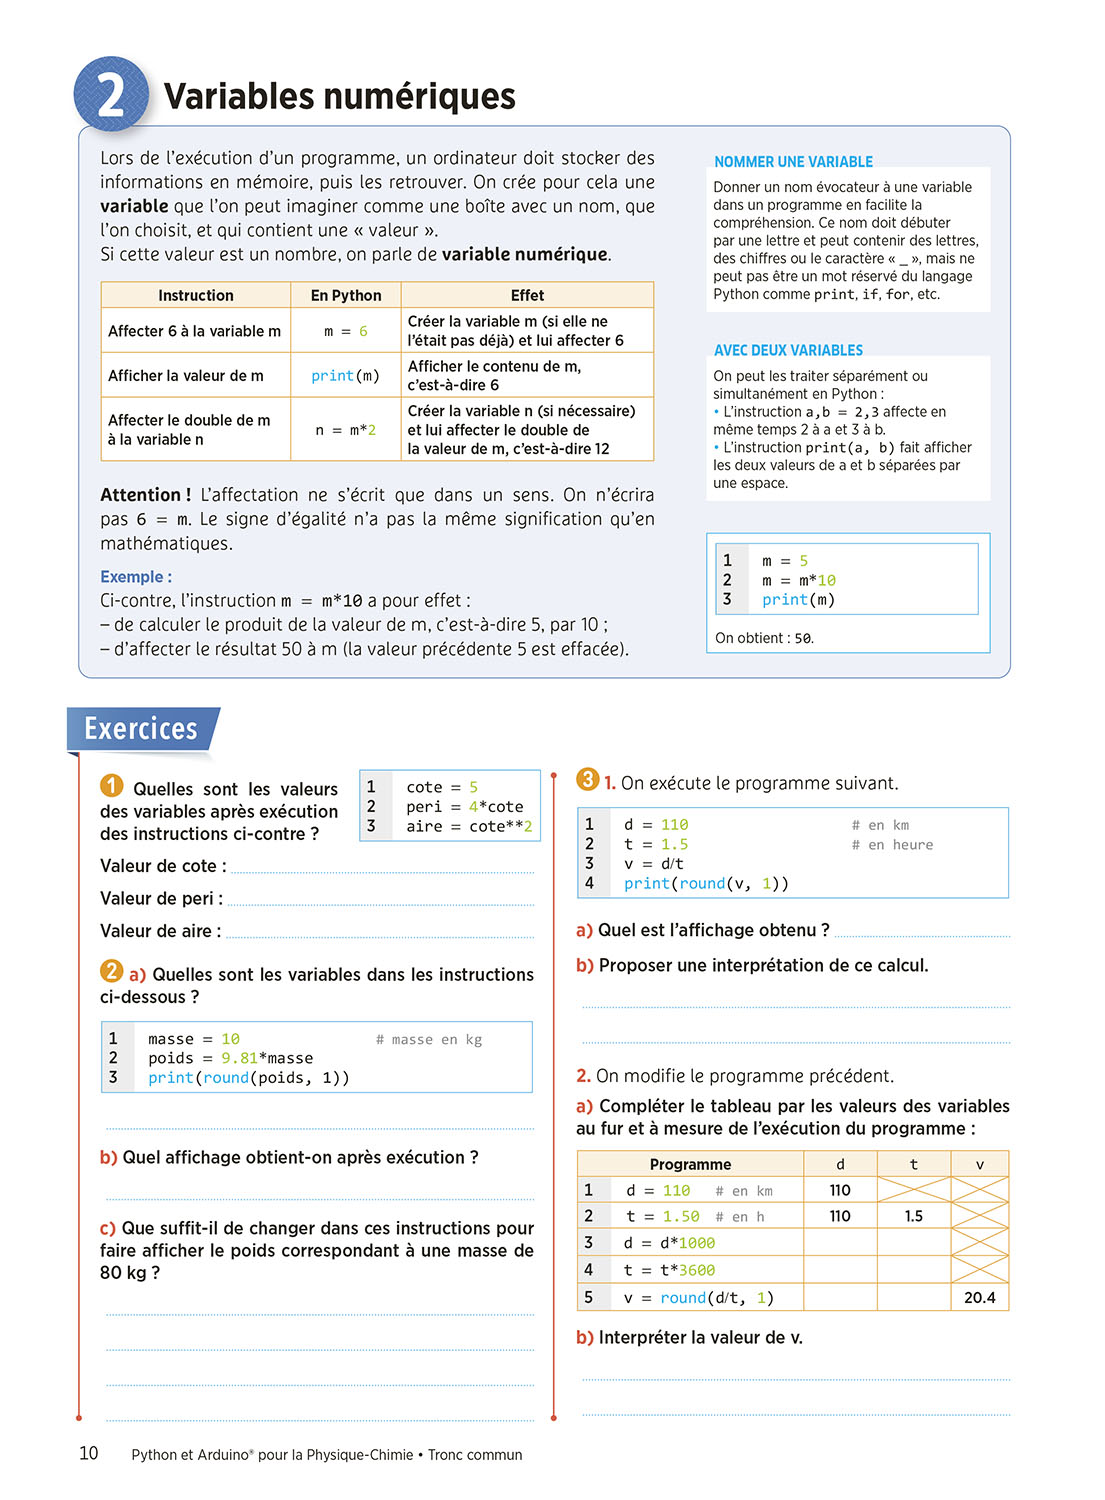 2 Variables numériques
Lors de l'exécution d'un programme, un ordinateur doit stocker des
informations en mémoire, puis les retrouver. On crée pour cela une
variable que l'on peut imaginer comme une boîte avec un nom, que
l'on choisit, et qui contient une « valeur ».
Si cette valeur est un nombre, on parle de variable numérique.
Instruction En Python Effet
Affecter 6 à la variable m m = 6 Créer la variable m (si elle ne
l'était pas déjà) et lui affecter 6
Afficher la valeur de m print(m) Afficher le contenu de m,
c'est-à-dire 6
Affecter le double de m
à la variable n n = m*2 Créer la variable n (si nécessaire)
et lui affecter le double de
la valeur de m, c'est-à-dire 12
Attention ! L'affectation ne s'écrit que dans un sens. On n'écrira
pas 6 = m. Le signe d'égalité n'a pas la même signification qu'en
mathématiques.
Exemple :
Ci-contre, l'instruction m = m*10 a pour effet :
– de calculer le produit de la valeur de m, c'est-à-dire 5, par 10 ;
– d'affecter le résultat 50 à m (la valeur précédente 5 est effacée).
NOMMER UNE VARIABLE
Donner un nom évocateur à une variable
dans un programme en facilite la
compréhension. Ce nom doit débuter
par une lettre et peut contenir des lettres,
des chiffres ou le caractère « _ », mais ne
peut pas être un mot réservé du langage
Python comme print, if, for, etc.
AVEC DEUX VARIABLES
On peut les traiter séparément ou
simultanément en Python :
• L'instruction a,b = 2,3 affecte en
même temps 2 à a et 3 à b.
• L'instruction print(a, b) fait afficher
les deux valeurs de a et b séparées par
une espace.
1 m = 5
2 m = m*10
3 print(m)
On obtient : 50.
Exercices
1 Quelles sont les valeurs
des variables après exécution
des instructions ci-contre ?
1 cote = 5
2 peri = 4*cote
3 aire = cote**2
Valeur de cote :
Valeur de peri :
Valeur de aire :
2 a) Quelles sont les variables dans les instructions
ci-dessous ?
1 masse = 10 # masse en kg
2 poids = 9.81*masse
3 print(round(poids, 1))
b) Quel affichage obtient-on après exécution ?
c) Que suffit-il de changer dans ces instructions pour
faire afficher le poids correspondant à une masse de
80 kg ?
3 1. On exécute le programme suivant.
1 d = 110 # en km
2 t = 1.5 # en heure
3 v = d/t
4 print(round(v, 1))
a) Quel est l'affichage obtenu ?
b) Proposer une interprétation de ce calcul.
2. On modifie le programme précédent.
a) Compléter le tableau par les valeurs des variables
au fur et à mesure de l'exécution du programme :
Programme d t v
1 d = 110 # en km 110
2 t = 1.50 # en h 110 1.5
3 d = d*1000
4 t = t*3600
5 v = round(d/t, 1) 20.4
b) Interpréter la valeur de v.
10 Python et Arduino® pour la Physique-Chimie • Tronc commun